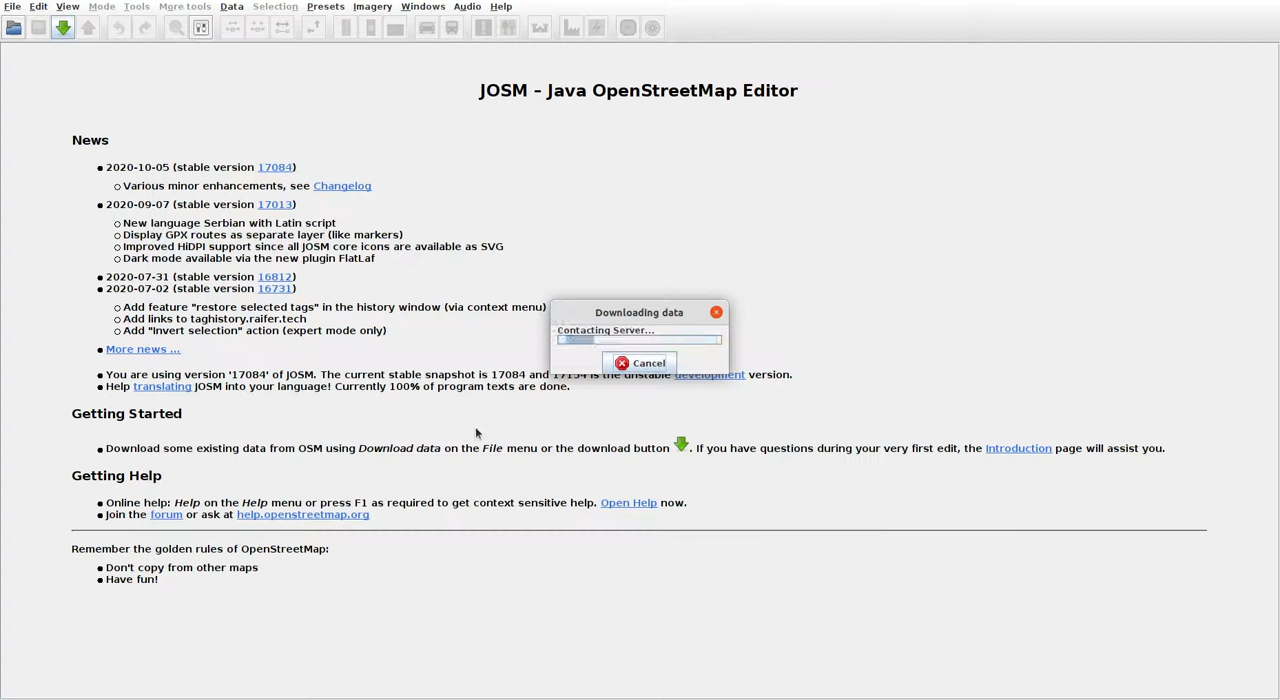 File Edit View Mode Tools More tools Data Selection Presets Imagery Windows Audio Help
JOSM – Java OpenStreetMap Editor
News
2020-10-05 (stable version 17084)
Various minor enhancements, see Changelog
2020-09-07 (stable version 17013)
New language Serbian with Latin script
Display GPX routes as separate layer (like markers)
Improved HiDPI support since all JOSM core icons are available as SVG
Dark mode available via the new plugin FlatLaf
2020-07-31 (stable version 16812)
2020-07-02 (stable version 16731)
Add feature "restore selected tags" in the history window (via context menu)
Add links to taghistory.raifer.tech
Add "Invert selection" action (expert mode only)
More news ...
Downloading data
Contacting Server...
Cancel
You are using version '17084' of JOSM. The current stable snapshot is 17084 and 17154 is the unstable development version.
Help translating JOSM into your language! Currently 100% of program texts are done.
Getting Started
Download some existing data from OSM using Download data on the File menu or the download button . If you have questions during your very first edit, the Introduction page will assist you.
Getting Help
Online help: Help on the Help menu or press F1 as required to get context sensitive help. Open Help now.
Join the forum or ask at help.openstreetmap.org
Remember the golden rules of OpenStreetMap:
Don't copy from other maps
Have fun!